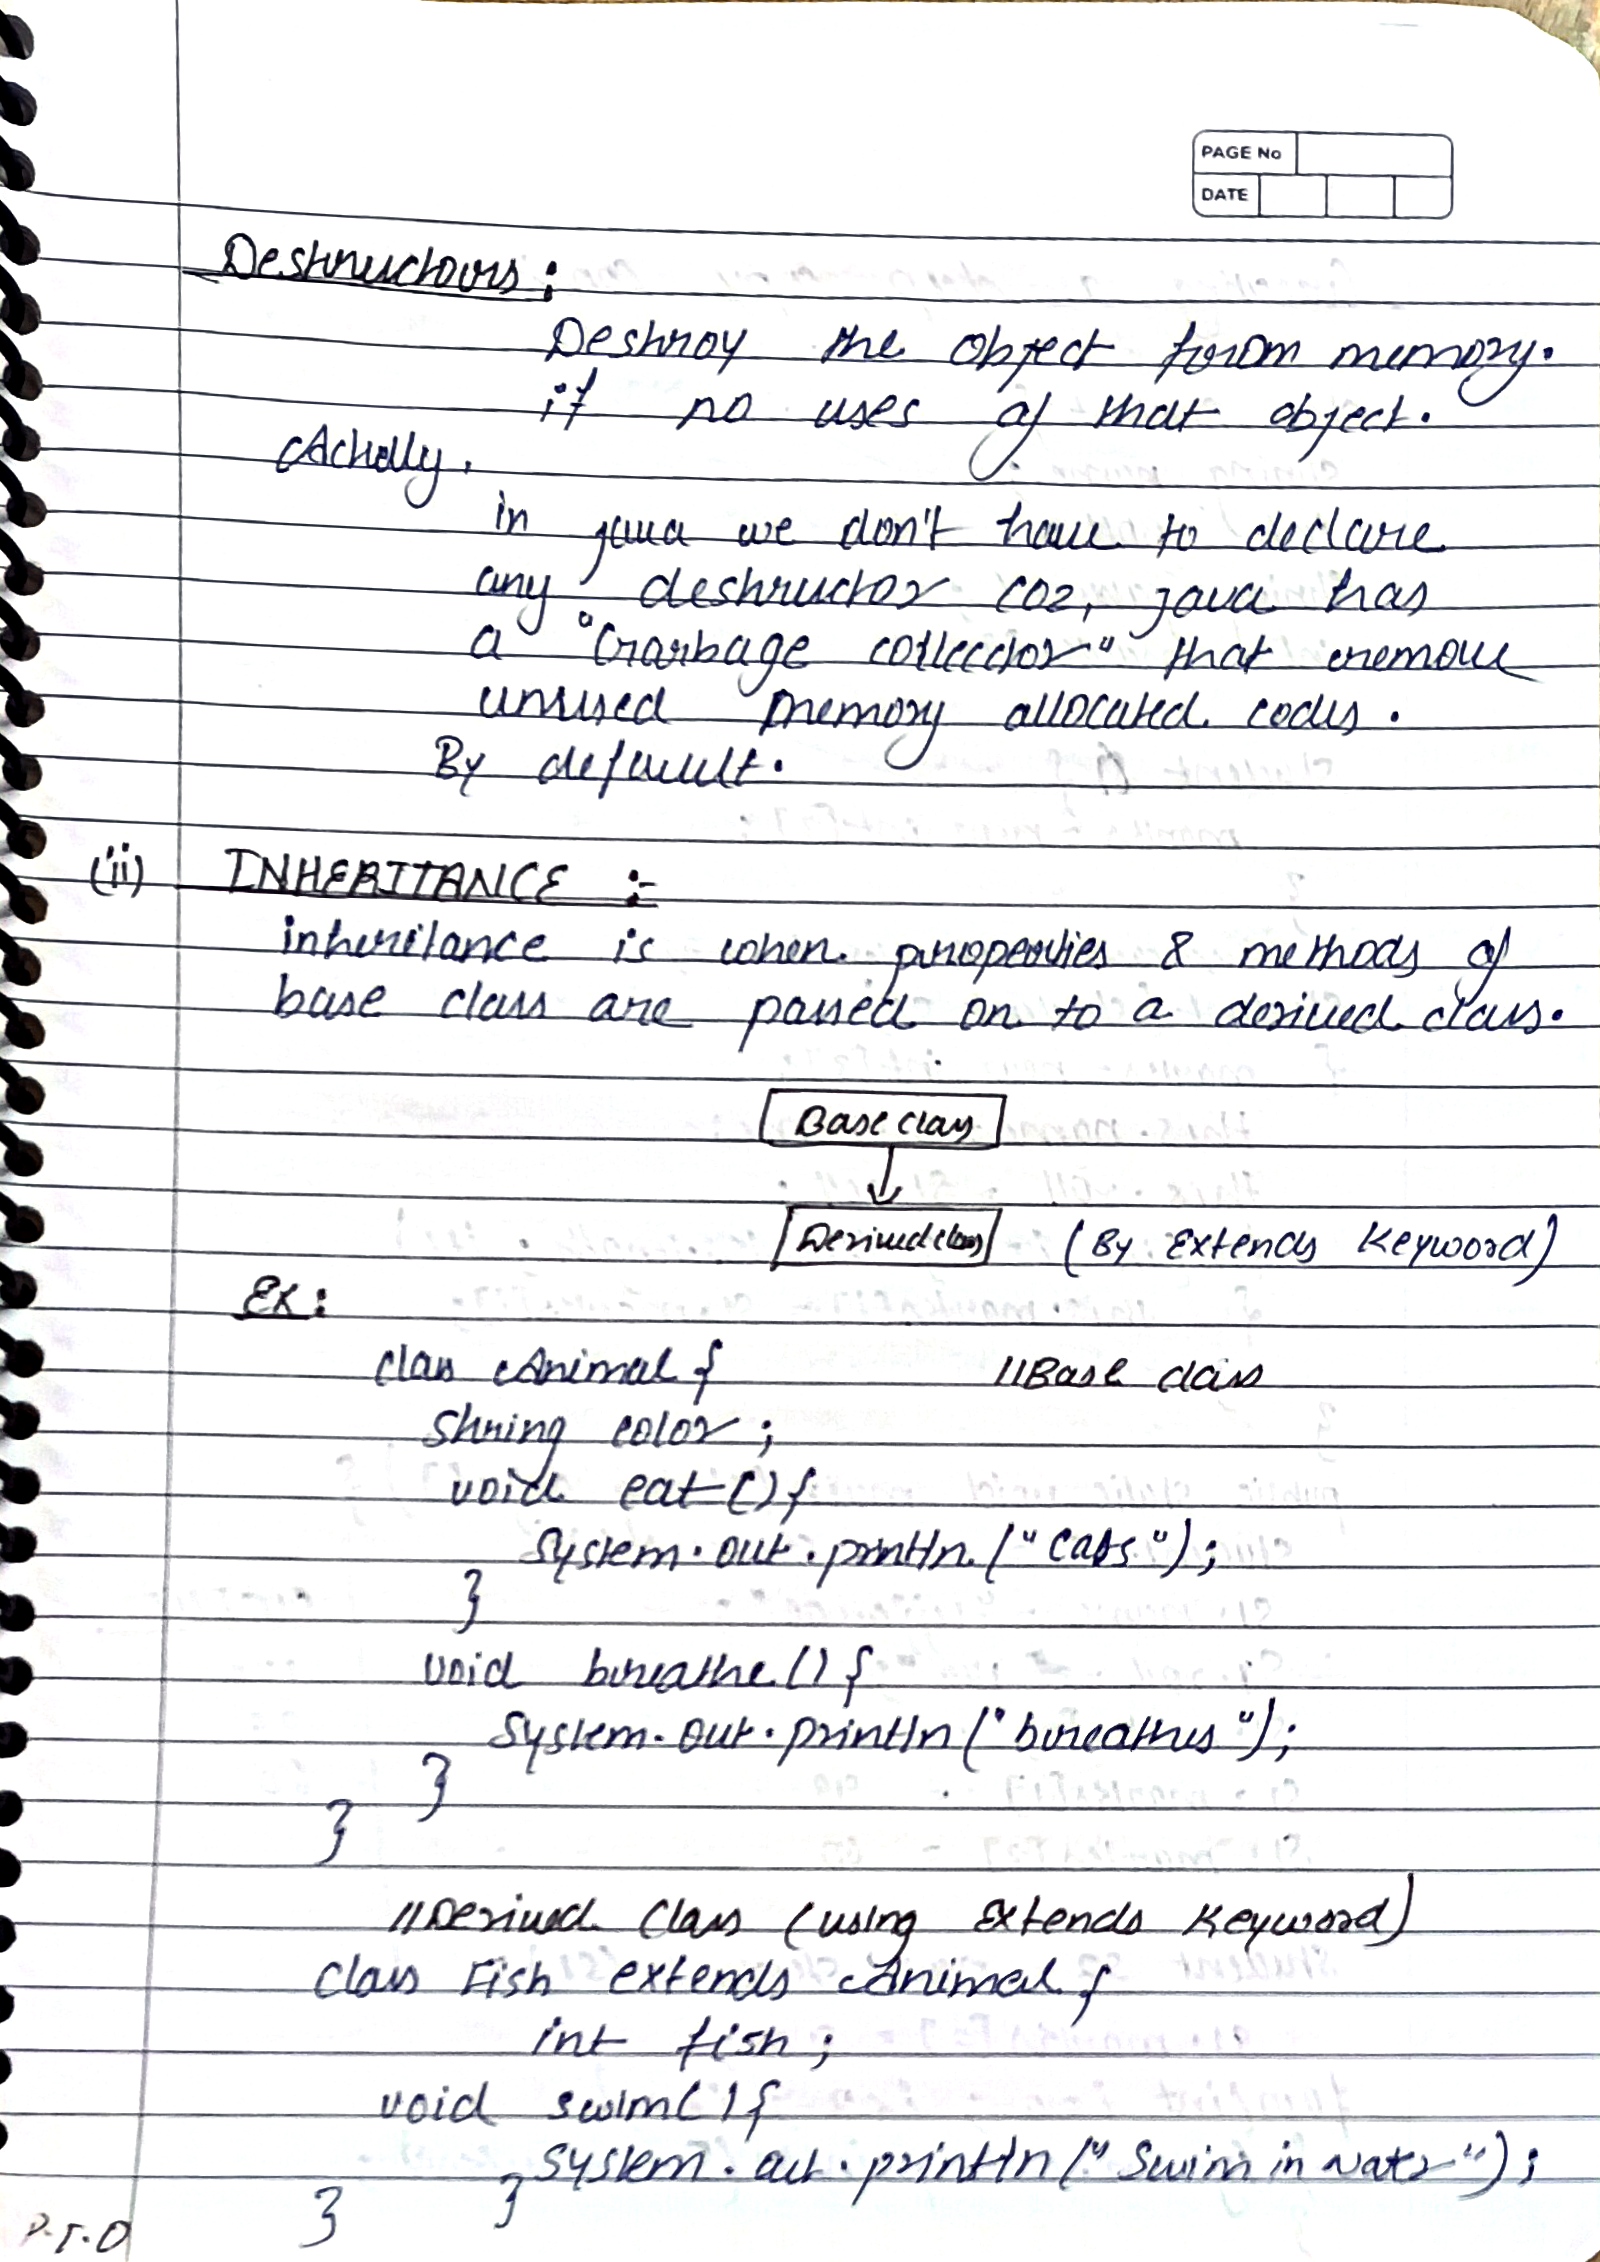 PAGE No
DATE
Destructors :
Destroy the object from memory.
if no uses of that object.
Actually,
in java we don't have to declare
any destructor coz, java has
a "Garbage collector" that remove
unused memory allocated codes.
By default.
(ii) INHERITANCE :-
inheritance is when properties & methods of
base class are passed on to a derived class.
Base class
Derived class (By Extends Keyword)
Ex:
class Animal {  //Base class
String color ;
void eat() {
System.out.println("Eats");
}
void breathe() {
System.out.println("breathes");
}
}
//Derived Class (using Extends Keyword)
class Fish extends Animal {
int fish ;
void swim() {
System.out.println("Swim in water");
} }
P.T.O